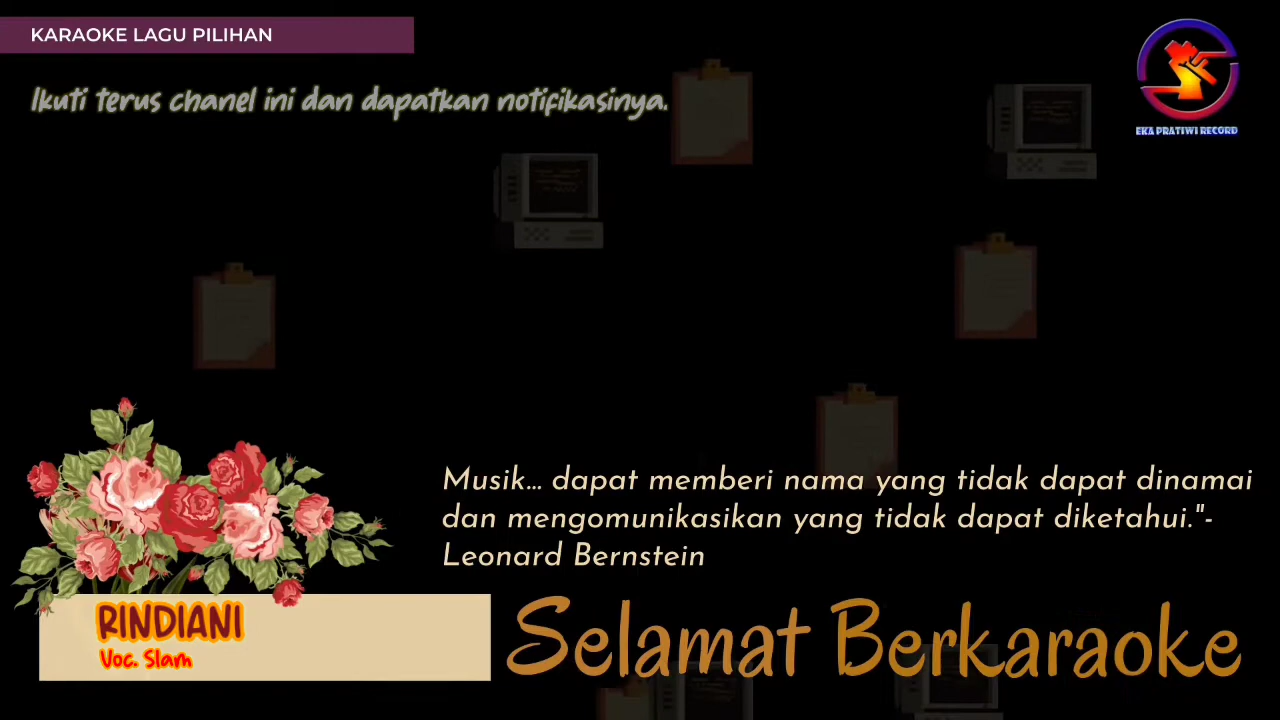 KARAOKE LAGU PILIHAN
Ikuti terus chanel ini dan dapatkan notifikasinya.
EKA PRATIWI RECORD
Musik... dapat memberi nama yang tidak dapat dinamai
dan mengomunikasikan yang tidak dapat diketahui."-
Leonard Bernstein
RINDIANI
Voc. Slam
Selamat Berkaraoke